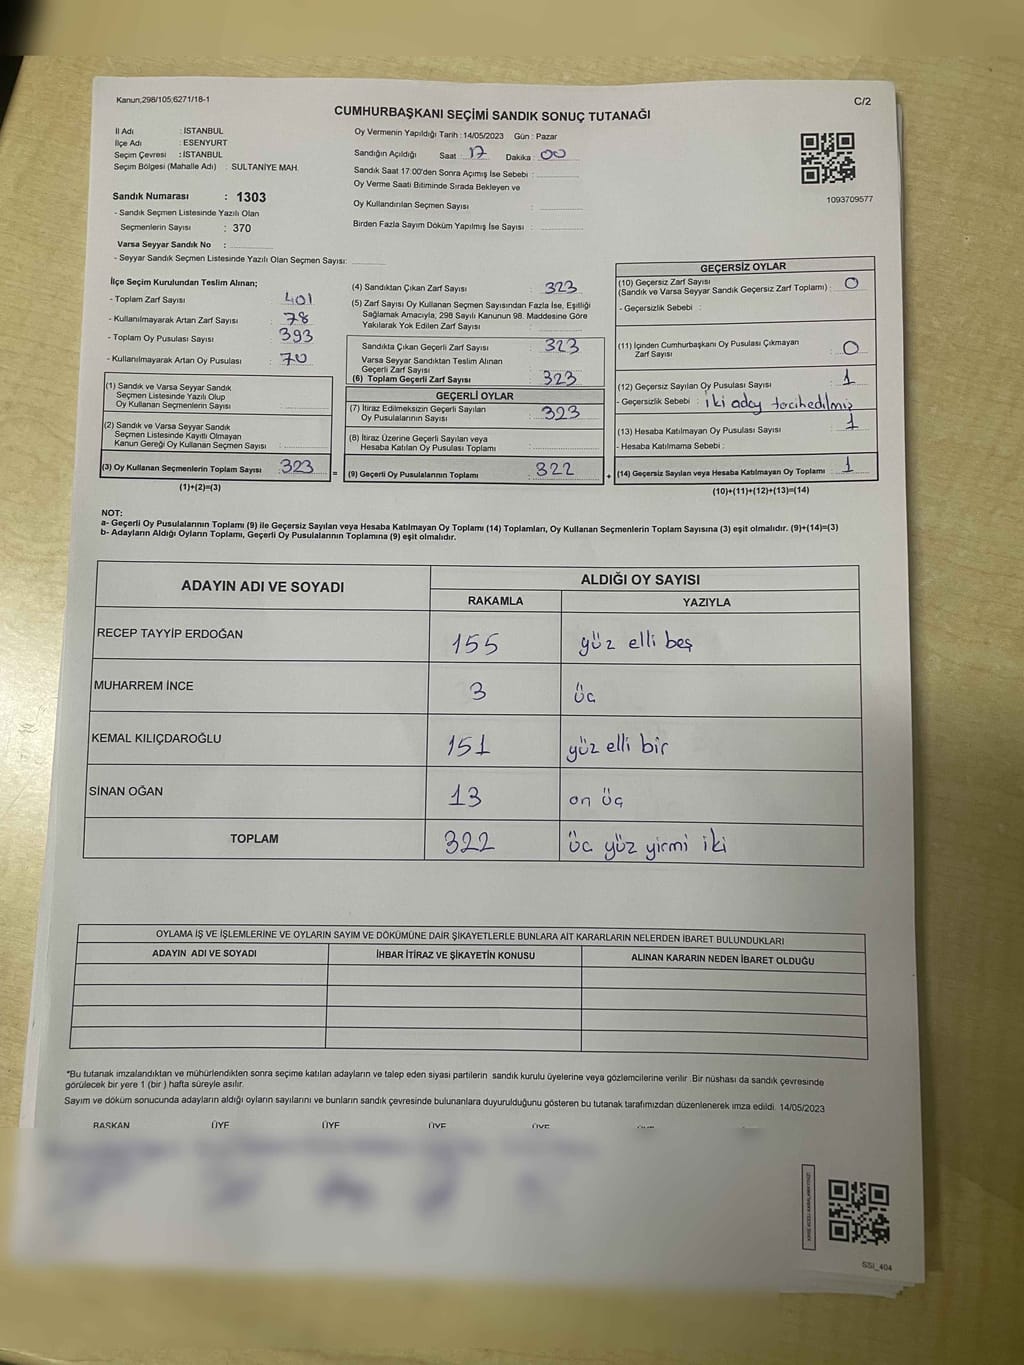 Kanun;298/105;6271/18-1
C/2
CUMHURBAŞKANI SEÇİMİ SANDIK SONUÇ TUTANAĞI
İl Adı : İSTANBUL
İlçe Adı : ESENYURT
Seçim Çevresi : İSTANBUL
Seçim Bölgesi (Mahalle Adı) : SULTANİYE MAH.
Sandık Numarası : 1303
- Sandık Seçmen Listesinde Yazılı Olan
Seçmenlerin Sayısı : 370
Varsa Seyyar Sandık No :
- Seyyar Sandık Seçmen Listesinde Yazılı Olan Seçmen Sayısı:
Oy Vermenin Yapıldığı Tarih : 14/05/2023 Gün : Pazar
Sandığın Açıldığı Saat : 17 Dakika : 00
Sandık Saat 17:00'den Sonra Açımış İse Sebebi :
Oy Verme Saati Bitiminde Sırada Bekleyen ve
Oy Kullandırılan Seçmen Sayısı :
Birden Fazla Sayım Döküm Yapılmış İse Sayısı :
1093709577
İlçe Seçim Kurulundan Teslim Alınan;
- Toplam Zarf Sayısı : 401
- Kullanılmayarak Artan Zarf Sayısı : 78
- Toplam Oy Pusulası Sayısı : 393
- Kullanılmayarak Artan Oy Pusulası : 70
(1) Sandık ve Varsa Seyyar Sandık
Seçmen Listesinde Yazılı Olup
Oy Kullanan Seçmenlerin Sayısı :
(2) Sandık ve Varsa Seyyar Sandık
Seçmen Listesinde Kayıtlı Olmayan
Kanun Gereği Oy Kullanan Seçmen Sayısı :
(3) Oy Kullanan Seçmenlerin Toplam Sayısı : 323
(1)+(2)=(3)
=
(4) Sandıktan Çıkan Zarf Sayısı : 323
(5) Zarf Sayısı Oy Kullanan Seçmen Sayısından Fazla İse, Eşitliği
Sağlamak Amacıyla, 298 Sayılı Kanunun 98. Maddesine Göre
Yakılarak Yok Edilen Zarf Sayısı :
Sandıkta Çıkan Geçerli Zarf Sayısı : 323
Varsa Seyyar Sandıktan Teslim Alınan
Geçerli Zarf Sayısı :
(6) Toplam Geçerli Zarf Sayısı : 323
GEÇERLİ OYLAR
(7) İtiraz Edilmeksizin Geçerli Sayılan
Oy Pusulalarının Sayısı : 323
(8) İtiraz Üzerine Geçerli Sayılan veya
Hesaba Katılan Oy Pusulası Toplamı :
(9) Geçerli Oy Pusulalarının Toplamı : 322
+
GEÇERSİZ OYLAR
(10) Geçersiz Zarf Sayısı
(Sandık ve Varsa Seyyar Sandık Geçersiz Zarf Toplamı) : 0
- Geçersizlik Sebebi :
(11) İçinden Cumhurbaşkanı Oy Pusulası Çıkmayan
Zarf Sayısı : 0
(12) Geçersiz Sayılan Oy Pusulası Sayısı : 1
- Geçersizlik Sebebi : iki aday tercihedilmiş
(13) Hesaba Katılmayan Oy Pusulası Sayısı : 1
- Hesaba Katılmama Sebebi :
(14) Geçersiz Sayılan veya Hesaba Katılmayan Oy Toplamı : 1
(10)+(11)+(12)+(13)=(14)
NOT:
a- Geçerli Oy Pusulalarının Toplamı (9) ile Geçersiz Sayılan veya Hesaba Katılmayan Oy Toplamı (14) Toplamları, Oy Kullanan Seçmenlerin Toplam Sayısına (3) eşit olmalıdır. (9)+(14)=(3)
b- Adayların Aldığı Oyların Toplamı, Geçerli Oy Pusulalarının Toplamına (9) eşit olmalıdır.
ADAYIN ADI VE SOYADI
ALDIĞI OY SAYISI
RAKAMLA YAZIYLA
RECEP TAYYİP ERDOĞAN 155 yüz elli beş
MUHARREM İNCE 3 üç
KEMAL KILIÇDAROĞLU 151 yüz elli bir
SİNAN OĞAN 13 on üç
TOPLAM 322 üç yüz yirmi iki
OYLAMA İŞ VE İŞLEMLERİNE VE OYLARIN SAYIM VE DÖKÜMÜNE DAİR ŞİKAYETLERLE BUNLARA AİT KARARLARIN NELERDEN İBARET BULUNDUKLARI
ADAYIN ADI VE SOYADI İHBAR İTİRAZ VE ŞİKAYETİN KONUSU ALINAN KARARIN NEDEN İBARET OLDUĞU
*Bu tutanak imzalandıktan ve mühürlendikten sonra seçime katılan adayların ve talep eden siyasi partilerin sandık kurulu üyelerine veya gözlemcilerine verilir. Bir nüshası da sandık çevresinde
görülecek bir yere 1 (bir ) hafta süreyle asılır.
Sayım ve döküm sonucunda adayların aldığı oyların sayılarını ve bunların sandık çevresinde bulunanlara duyurulduğunu gösteren bu tutanak tarafımızdan düzenlenerek imza edildi. 14/05/2023
BAŞKAN ÜYE ÜYE ÜYE ÜYE
SSI_404